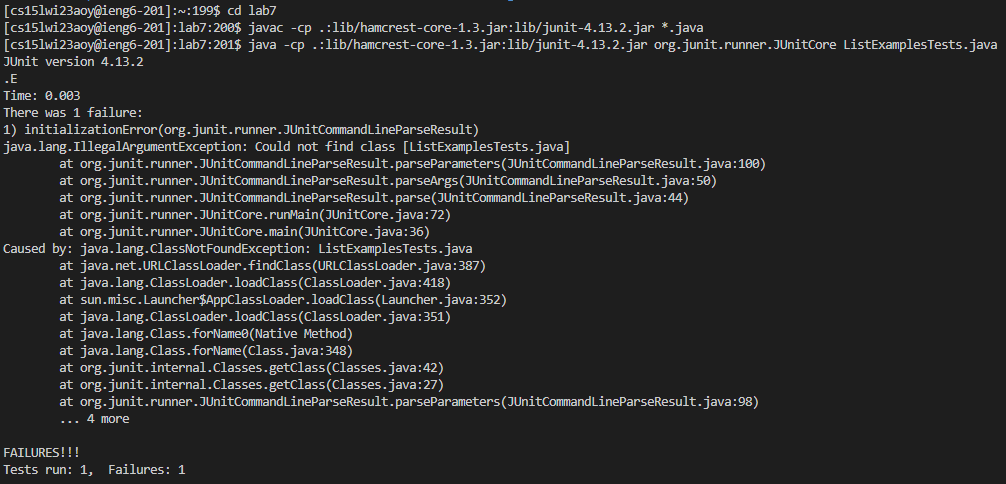 [cs15lwi23aoy@ieng6-201]:~:199$ cd lab7
[cs15lwi23aoy@ieng6-201]:lab7:200$ javac -cp .:lib/hamcrest-core-1.3.jar:lib/junit-4.13.2.jar *.java
[cs15lwi23aoy@ieng6-201]:lab7:201$ java -cp .:lib/hamcrest-core-1.3.jar:lib/junit-4.13.2.jar org.junit.runner.JUnitCore ListExamplesTests.java
JUnit version 4.13.2
.E
Time: 0.003
There was 1 failure:
1) initializationError(org.junit.runner.JUnitCommandLineParseResult)
java.lang.IllegalArgumentException: Could not find class [ListExamplesTests.java]
        at org.junit.runner.JUnitCommandLineParseResult.parseParameters(JUnitCommandLineParseResult.java:100)
        at org.junit.runner.JUnitCommandLineParseResult.parseArgs(JUnitCommandLineParseResult.java:50)
        at org.junit.runner.JUnitCommandLineParseResult.parse(JUnitCommandLineParseResult.java:44)
        at org.junit.runner.JUnitCore.runMain(JUnitCore.java:72)
        at org.junit.runner.JUnitCore.main(JUnitCore.java:36)
Caused by: java.lang.ClassNotFoundException: ListExamplesTests.java
        at java.net.URLClassLoader.findClass(URLClassLoader.java:387)
        at java.lang.ClassLoader.loadClass(ClassLoader.java:418)
        at sun.misc.Launcher$AppClassLoader.loadClass(Launcher.java:352)
        at java.lang.ClassLoader.loadClass(ClassLoader.java:351)
        at java.lang.Class.forName0(Native Method)
        at java.lang.Class.forName(Class.java:348)
        at org.junit.internal.Classes.getClass(Classes.java:42)
        at org.junit.internal.Classes.getClass(Classes.java:27)
        at org.junit.runner.JUnitCommandLineParseResult.parseParameters(JUnitCommandLineParseResult.java:98)
        ... 4 more

FAILURES!!!
Tests run: 1,  Failures: 1